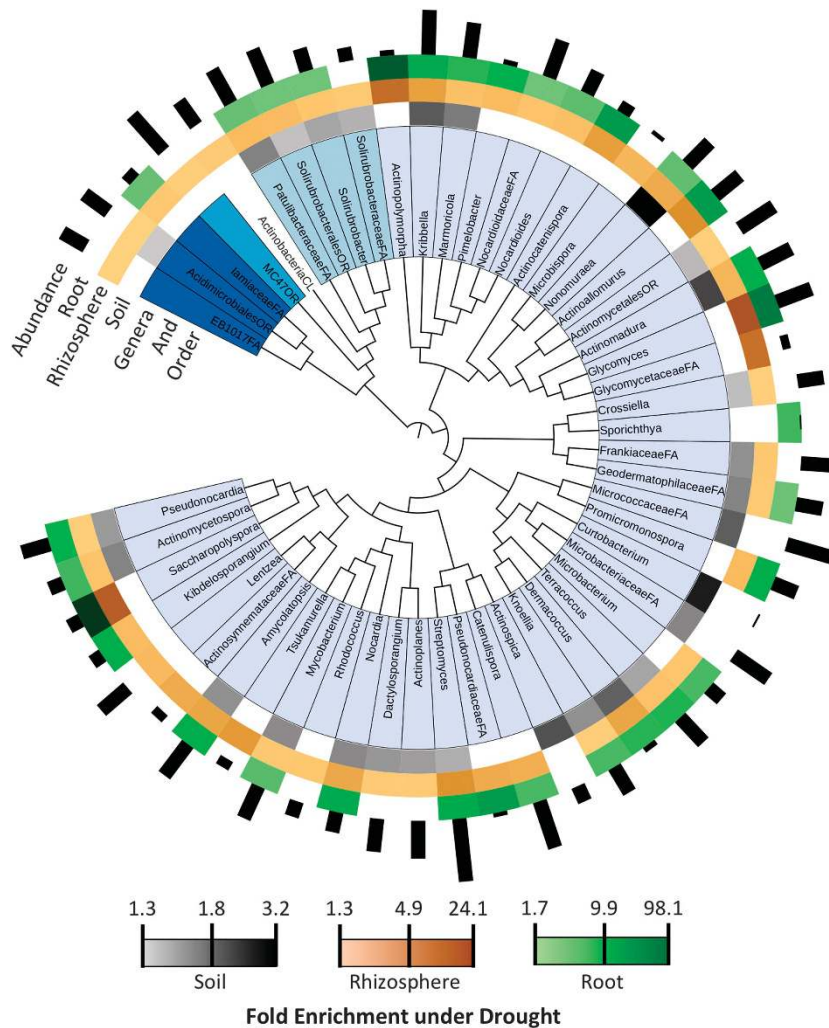 Abundance
Root
Rhizosphere
Soil
Genera
And
Order
EB1017FA
AcidimicrobialesOR
IamiaceaeFA
MC47OR
ActinobacteriaCL
PatulibacteraceaeFA
SolirubrobacteralesOR
Solirubrobacter
SolirubrobacteraceaeFA
Actinopolymorpha
Kribbella
Marmoricola
Pimelobacter
NocardioidaceaeFA
Nocardioides
Actinocatenispora
Microbispora
Nonomuraea
Actinoallomurus
ActinomycetalesOR
Actinomadura
Glycomyces
GlycomycetaceaeFA
Crossiella
Sporichthya
FrankiaceaeFA
GeodermatophilaceaeFA
MicrococcaceaeFA
Promicromonospora
Curtobacterium
MicrobacteriaceaeFA
Microbacterium
Terracoccus
Dermacoccus
Knoellia
Actinospica
Catenulispora
PseudonocardiaceaeFA
Streptomyces
Actinoplanes
Dactylosporangium
Nocardia
Rhodococcus
Mycobacterium
Tsukamurella
Amycolatopsis
ActinosynnemataceaeFA
Lentzea
Kibdelosporangium
Saccharopolyspora
Actinomycetospora
Pseudonocardia
1.3 1.8 3.2 1.3 4.9 24.1 1.7 9.9 98.1
Soil Rhizosphere Root
Fold Enrichment under Drought